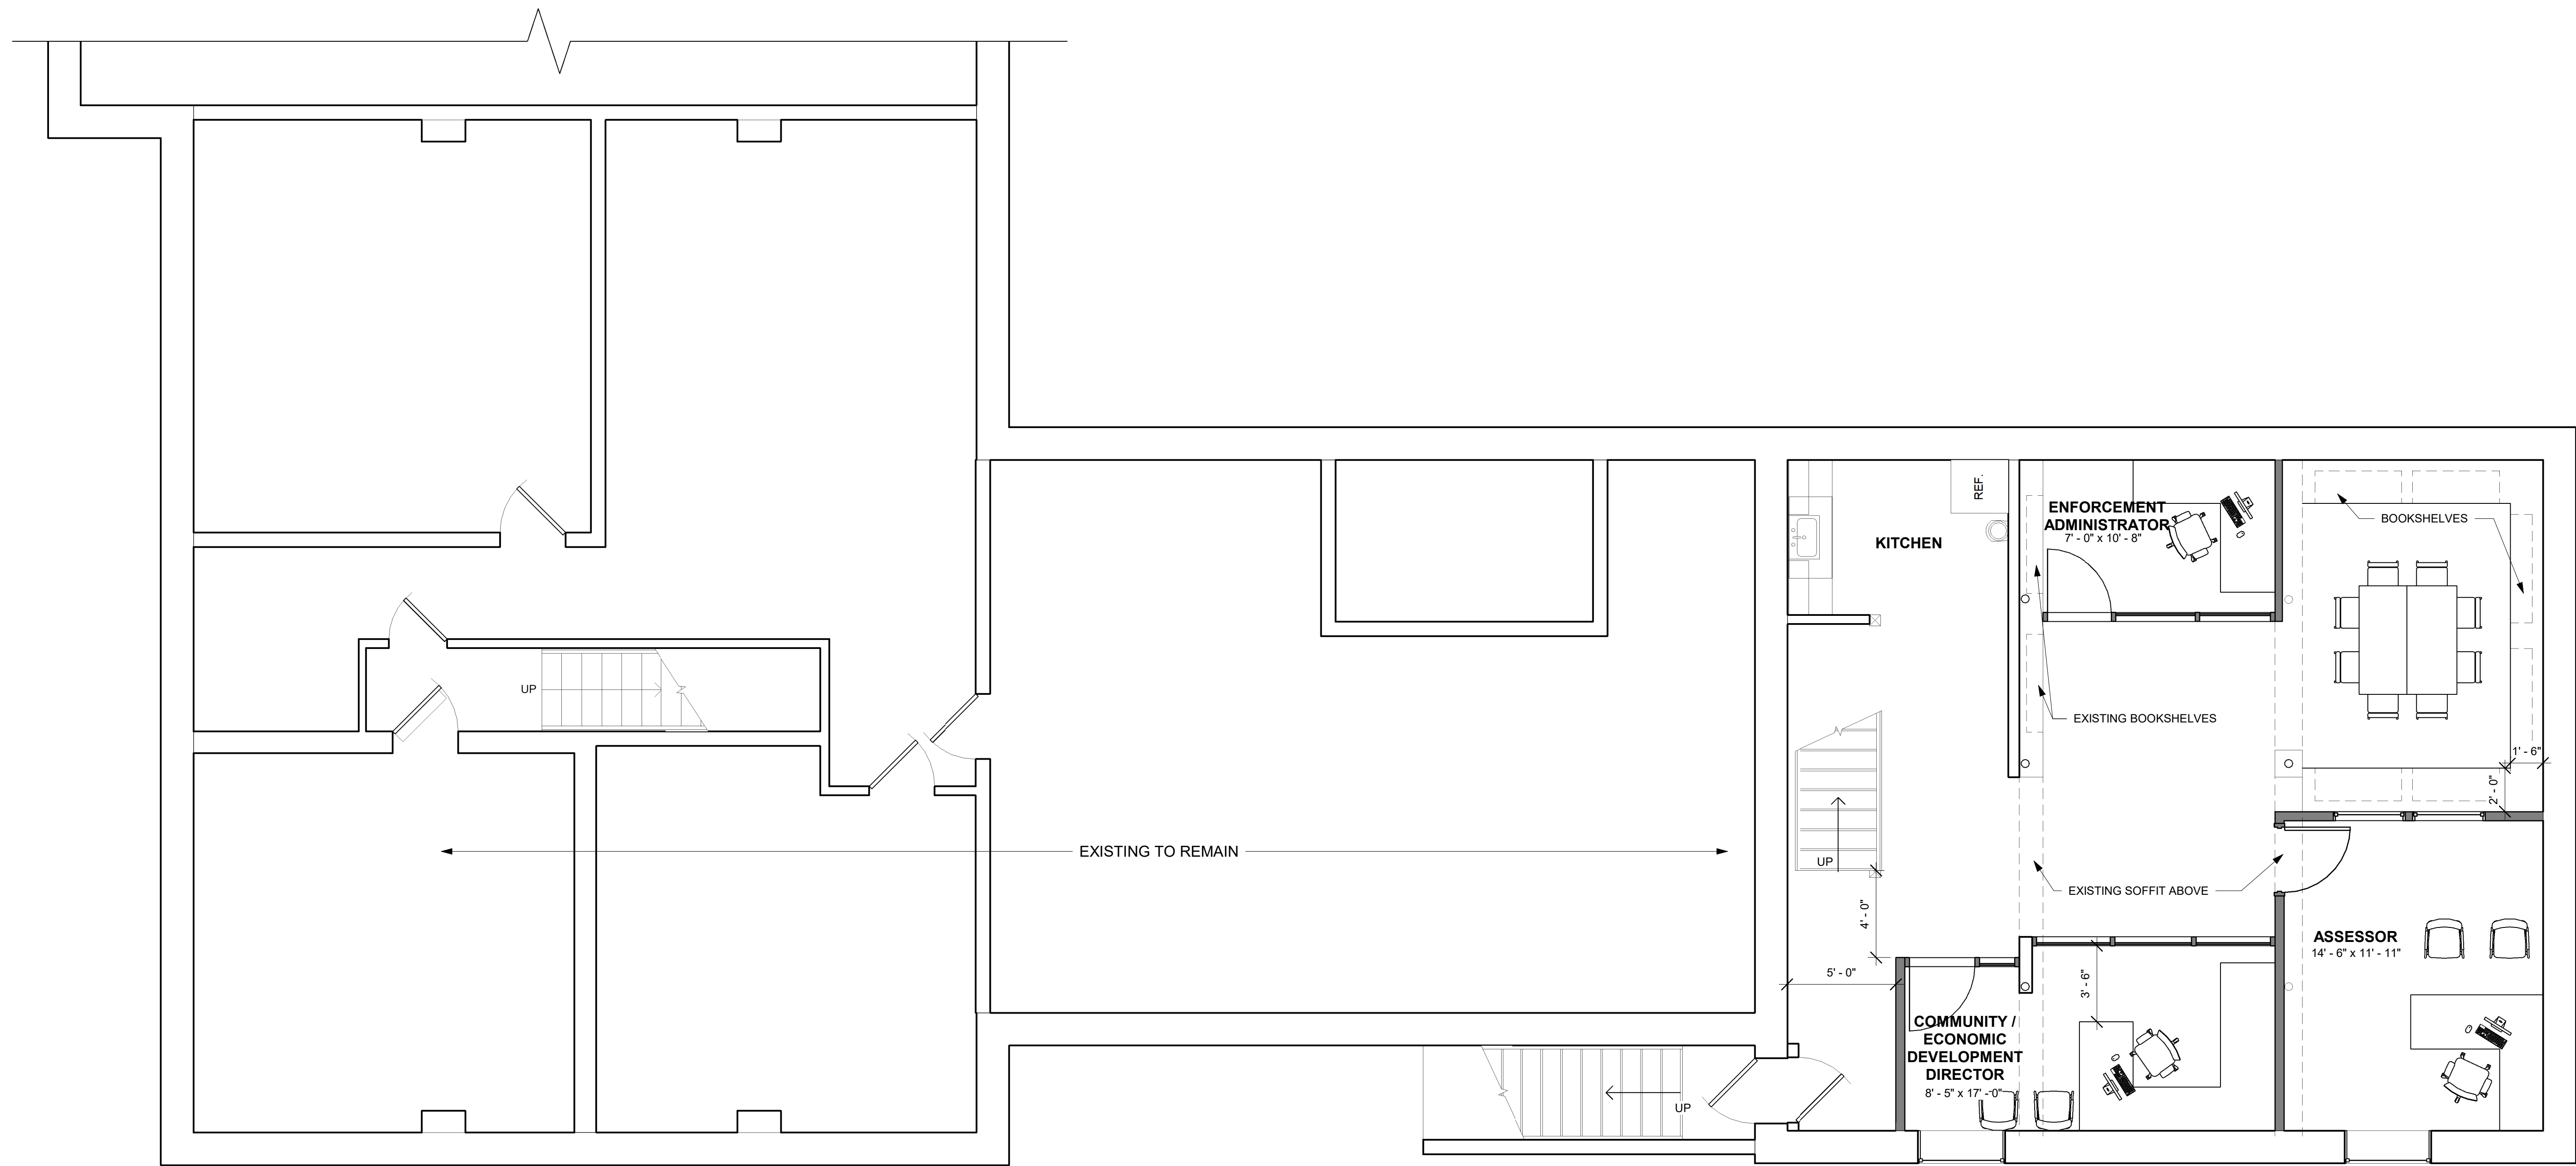 REF.
KITCHEN
ENFORCEMENT
ADMINISTRATOR
7' - 0" x 10' - 8"
BOOKSHELVES
UP
EXISTING BOOKSHELVES
1' - 6"
2' - 0"
EXISTING TO REMAIN
UP
EXISTING SOFFIT ABOVE
4' - 0"
ASSESSOR
14' - 6" x 11' - 11"
5' - 0"
3' - 6"
COMMUNITY /
ECONOMIC
DEVELOPMENT
DIRECTOR
8' - 5" x 17' - 0"
UP